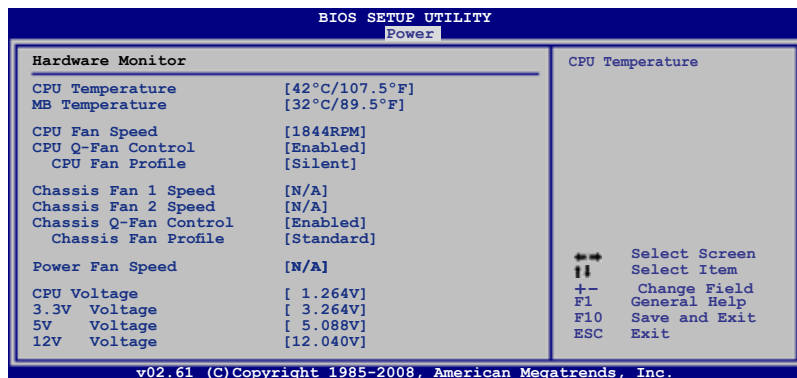 BIOS SETUP UTILITY
Power
Hardware Monitor
CPU Temperature [42°C/107.5°F]
MB Temperature [32°C/89.5°F]
CPU Fan Speed [1844RPM]
CPU Q-Fan Control [Enabled]
CPU Fan Profile [Silent]
Chassis Fan 1 Speed [N/A]
Chassis Fan 2 Speed [N/A]
Chassis Q-Fan Control [Enabled]
Chassis Fan Profile [Standard]
Power Fan Speed [N/A]
CPU Voltage [ 1.264V]
3.3V Voltage [ 3.264V]
5V Voltage [ 5.088V]
12V Voltage [12.040V]
CPU Temperature
←→ Select Screen
↑↓ Select Item
+- Change Field
F1 General Help
F10 Save and Exit
ESC Exit
v02.61 (C)Copyright 1985-2008, American Megatrends, Inc.